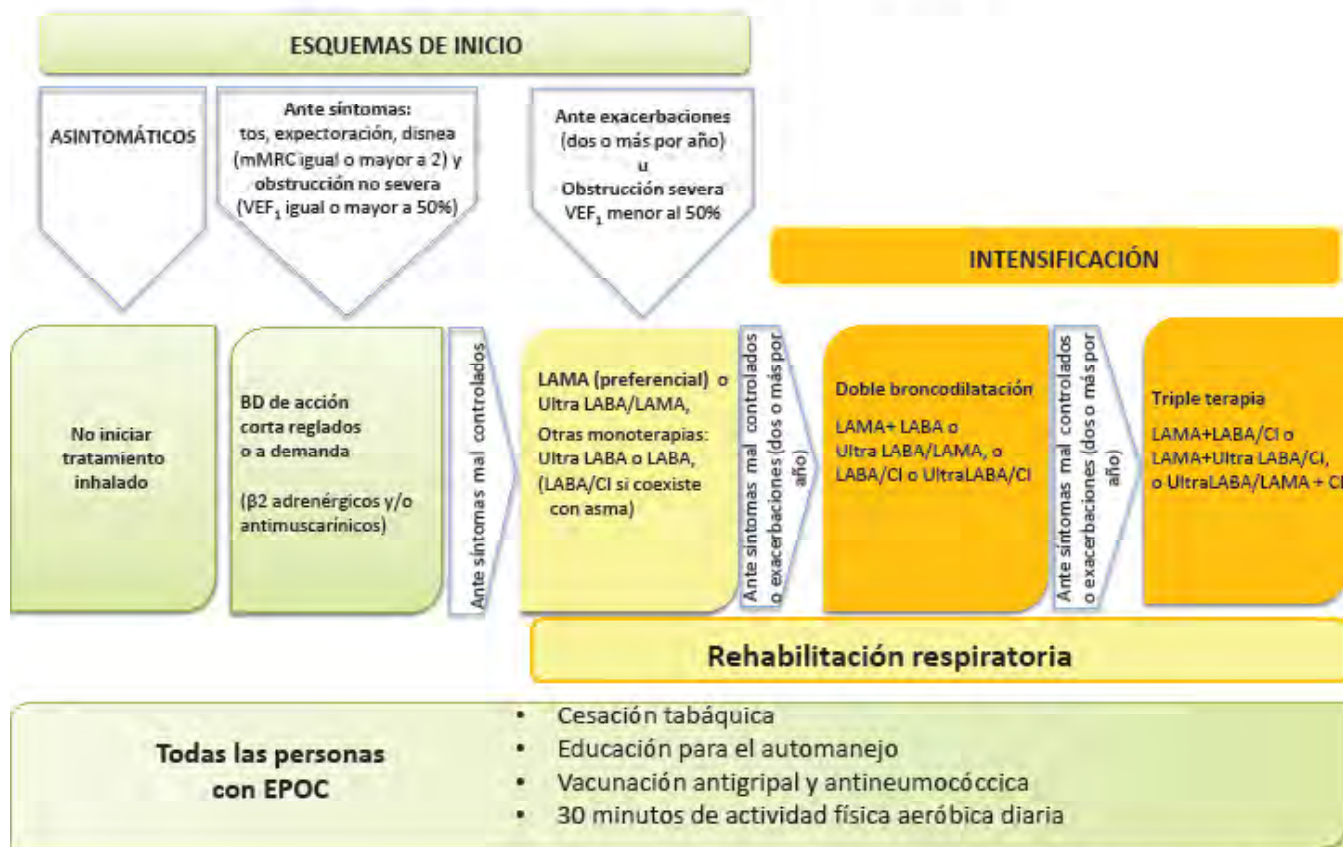 ESQUEMAS DE INICIO
ASINTOMÁTICOS
Ante síntomas:
tos, expectoración, disnea
(mMRC igual o mayor a 2) y
obstrucción no severa
(VEF₁ igual o mayor a 50%)
Ante exacerbaciones
(dos o más por año)
u
Obstrucción severa
VEF₁ menor al 50%
INTENSIFICACIÓN
No iniciar
tratamiento
inhalado
BD de acción
corta reglados
o a demanda
(β2 adrenérgicos y/o
antimuscarínicos)
Ante síntomas mal controlados
LAMA (preferencial) o
Ultra LABA/LAMA,
Otras monoterapias:
Ultra LABA o LABA,
(LABA/CI si coexiste
con asma)
Ante síntomas mal controlados
o exacerbaciones (dos o máspor
año)
Doble broncodilatación
LAMA+ LABA o
Ultra LABA/LAMA, o
LABA/CI o UltraLABA/CI
Ante síntomas mal controlados
o exacerbaciones (dos o máspor
año)
Triple terapia
LAMA+LABA/CI o
LAMA+Ultra LABA/CI,
o UltraLABA/LAMA + CI
Rehabilitación respiratoria
Todas las personas
con EPOC
• Cesación tabáquica
• Educación para el automanejo
• Vacunación antigripal y antineumocóccica
• 30 minutos de actividad física aeróbica diaria